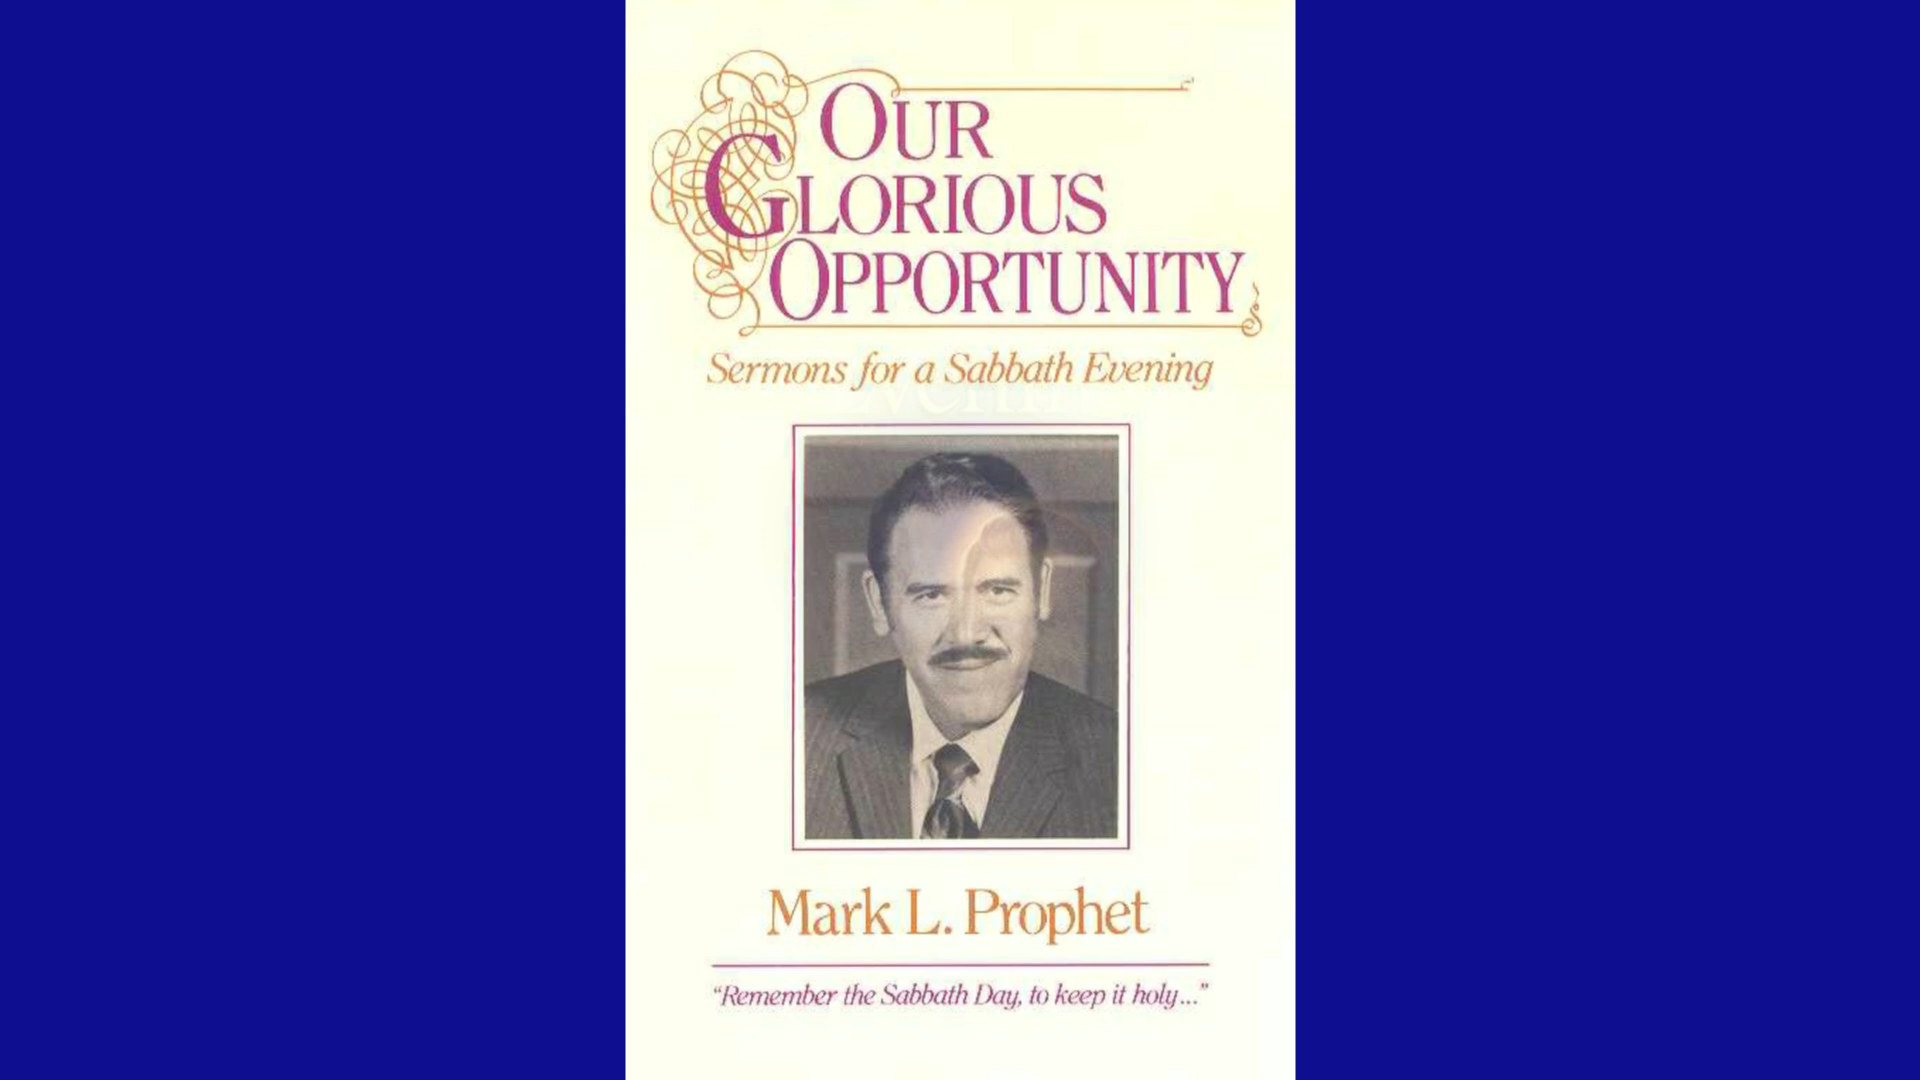 OUR
GLORIOUS
OPPORTUNITY
Sermons for a Sabbath Evening
Mark L. Prophet
“Remember the Sabbath Day, to keep it holy...”